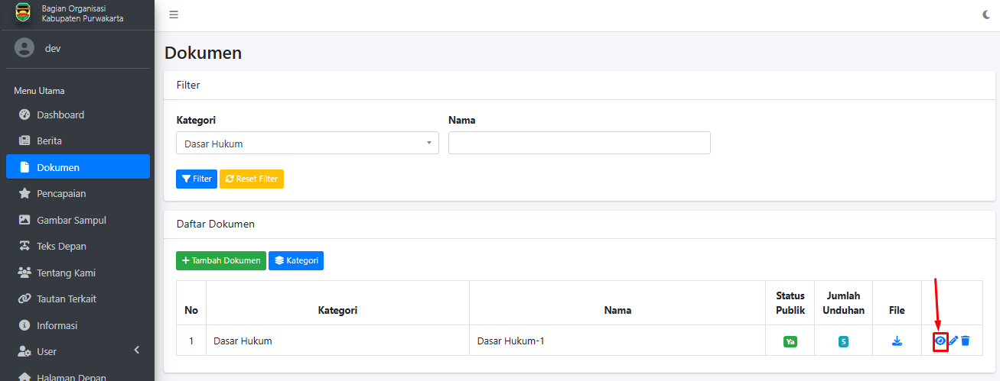 Bagian Organisasi
Kabupaten Purwakarta
dev
Menu Utama
Dashboard
Berita
Dokumen
Pencapaian
Gambar Sampul
Teks Depan
Tentang Kami
Tautan Terkait
Informasi
User
Halaman Depan
Dokumen
Filter
Kategori
Nama
Dasar Hukum
Filter
Reset Filter
Daftar Dokumen
Tambah Dokumen
Kategori
No
Kategori
Nama
Status
Publik
Jumlah
Unduhan
File
1
Dasar Hukum
Dasar Hukum-1
Ya
5